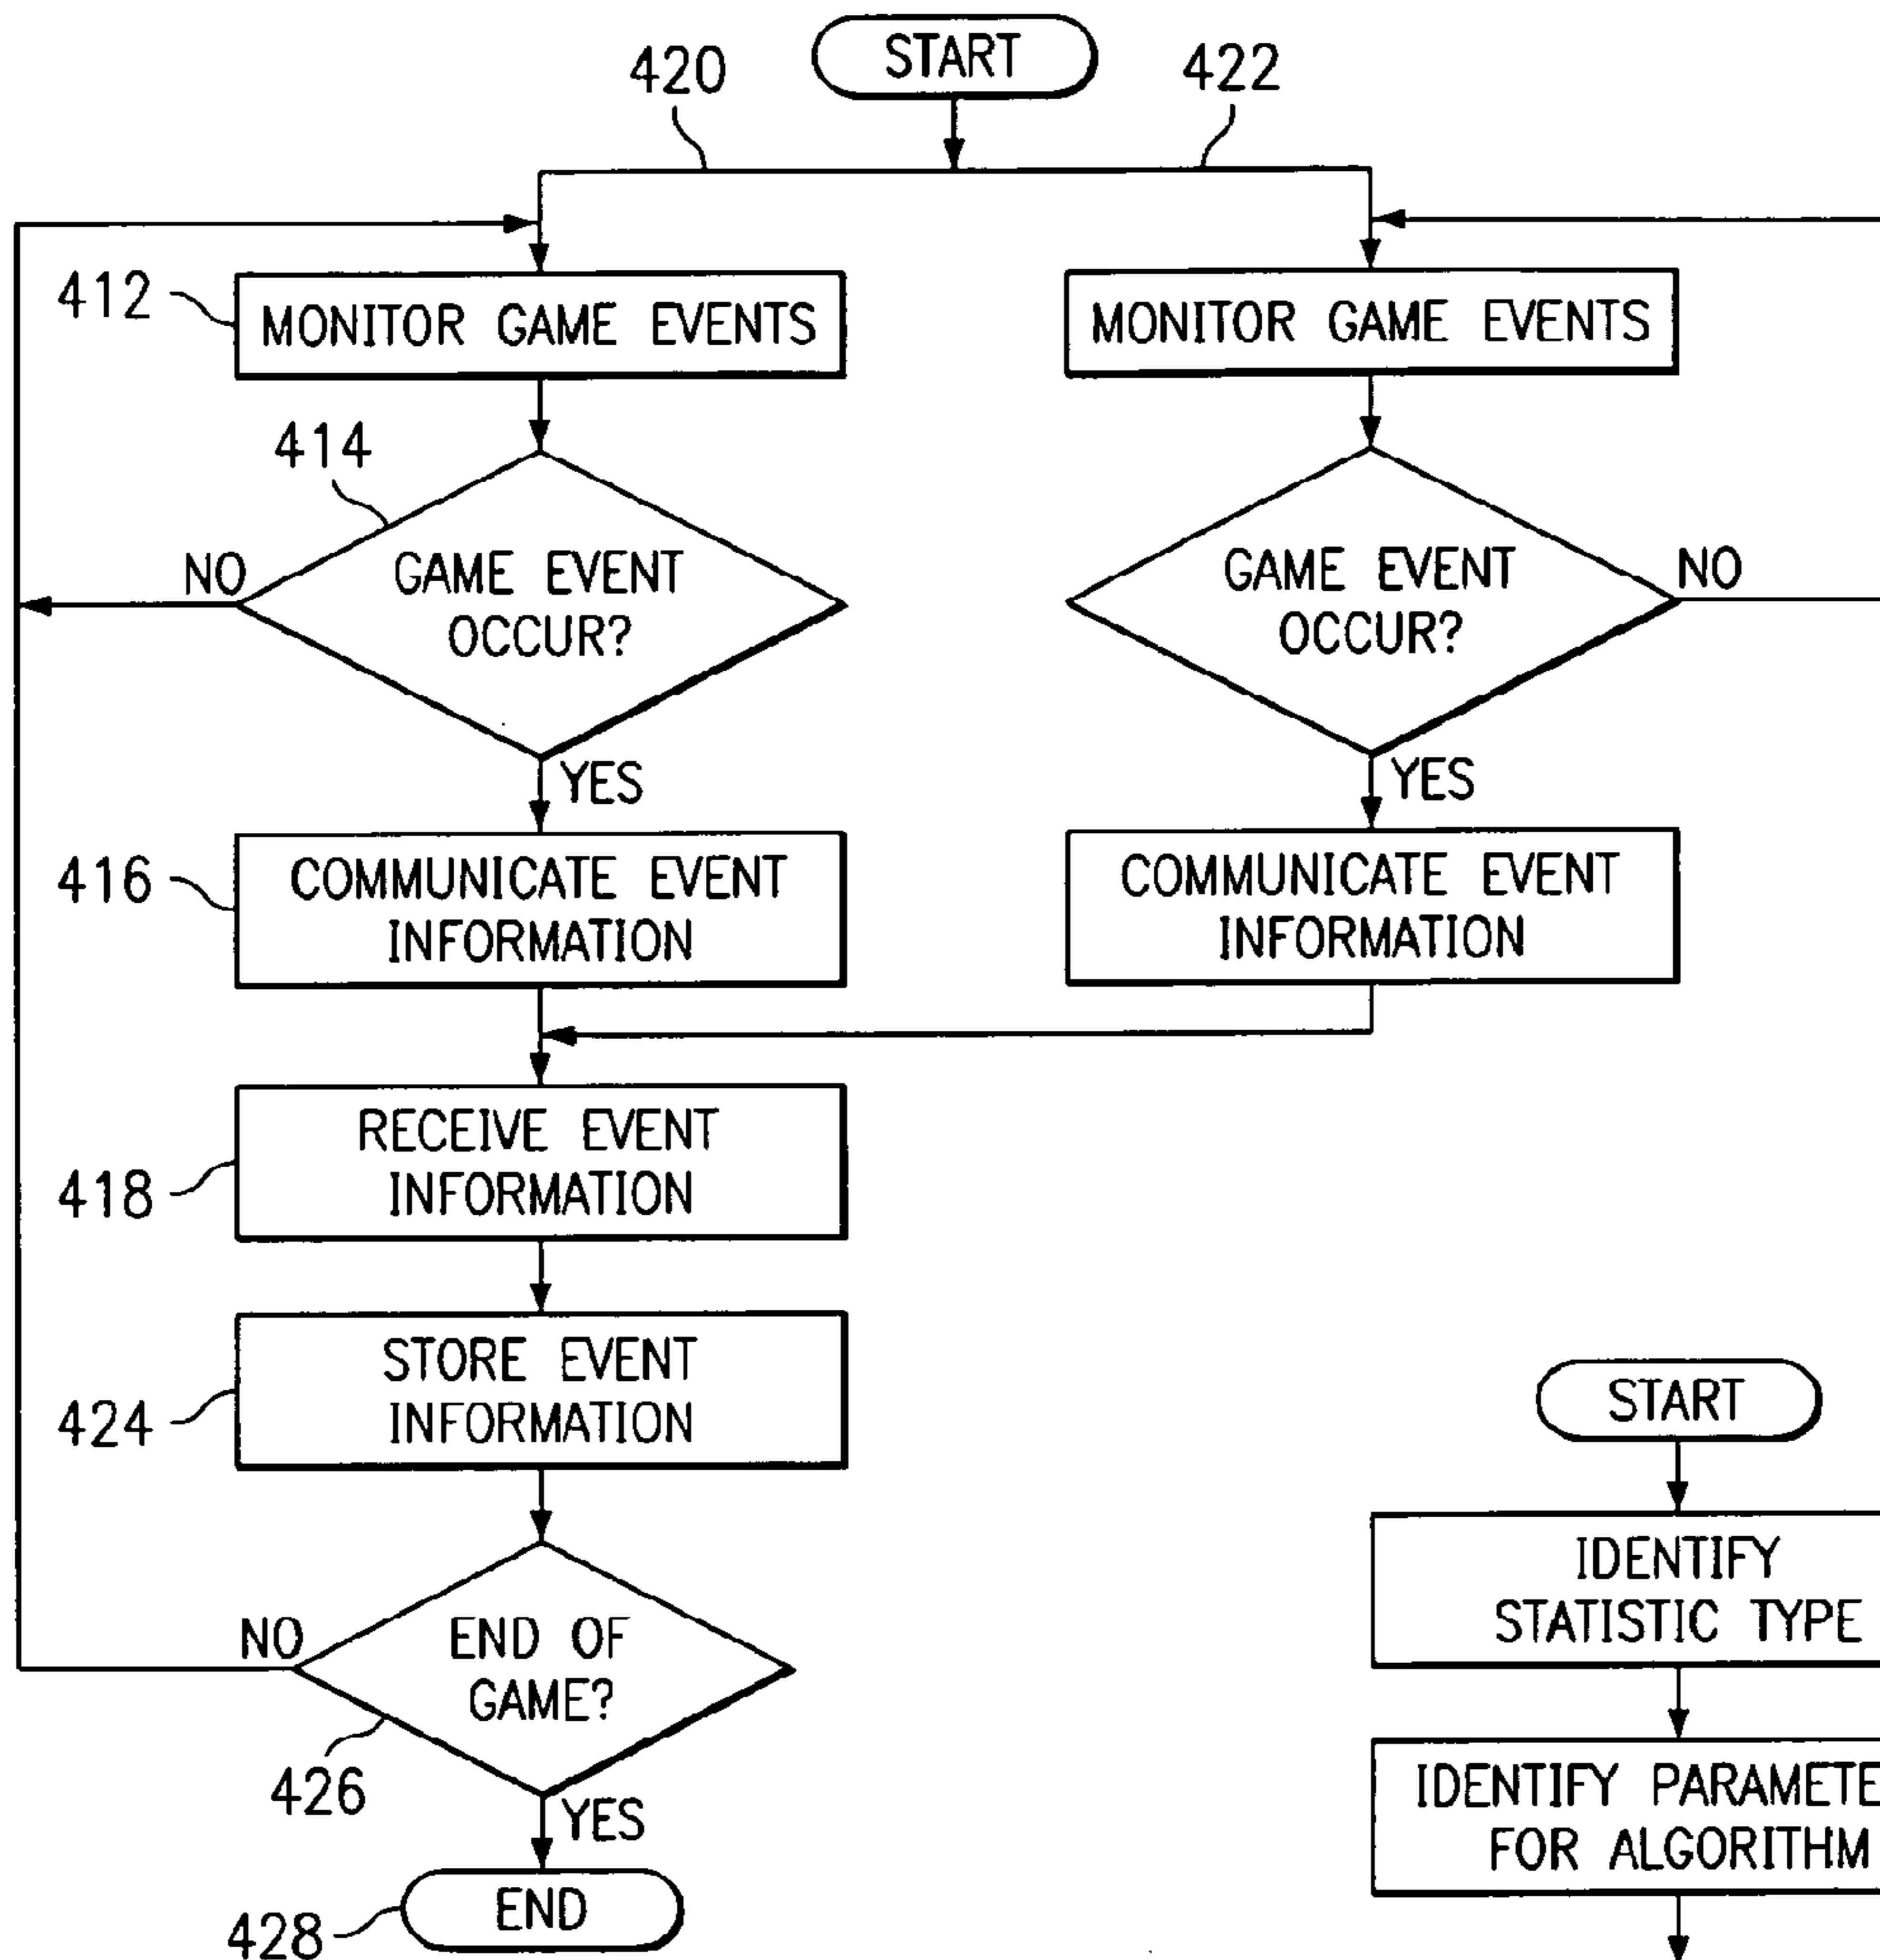 START
420
422
412
MONITOR GAME EVENTS
MONITOR GAME EVENTS
414
NO
GAME EVENT
OCCUR?
GAME EVENT
OCCUR?
NO
YES
YES
416
COMMUNICATE EVENT
INFORMATION
COMMUNICATE EVENT
INFORMATION
418
RECEIVE EVENT
INFORMATION
424
STORE EVENT
INFORMATION
NO
END OF
GAME?
426
YES
428
END
START
IDENTIFY
STATISTIC TYPE
IDENTIFY PARAMETE
FOR ALGORITHM